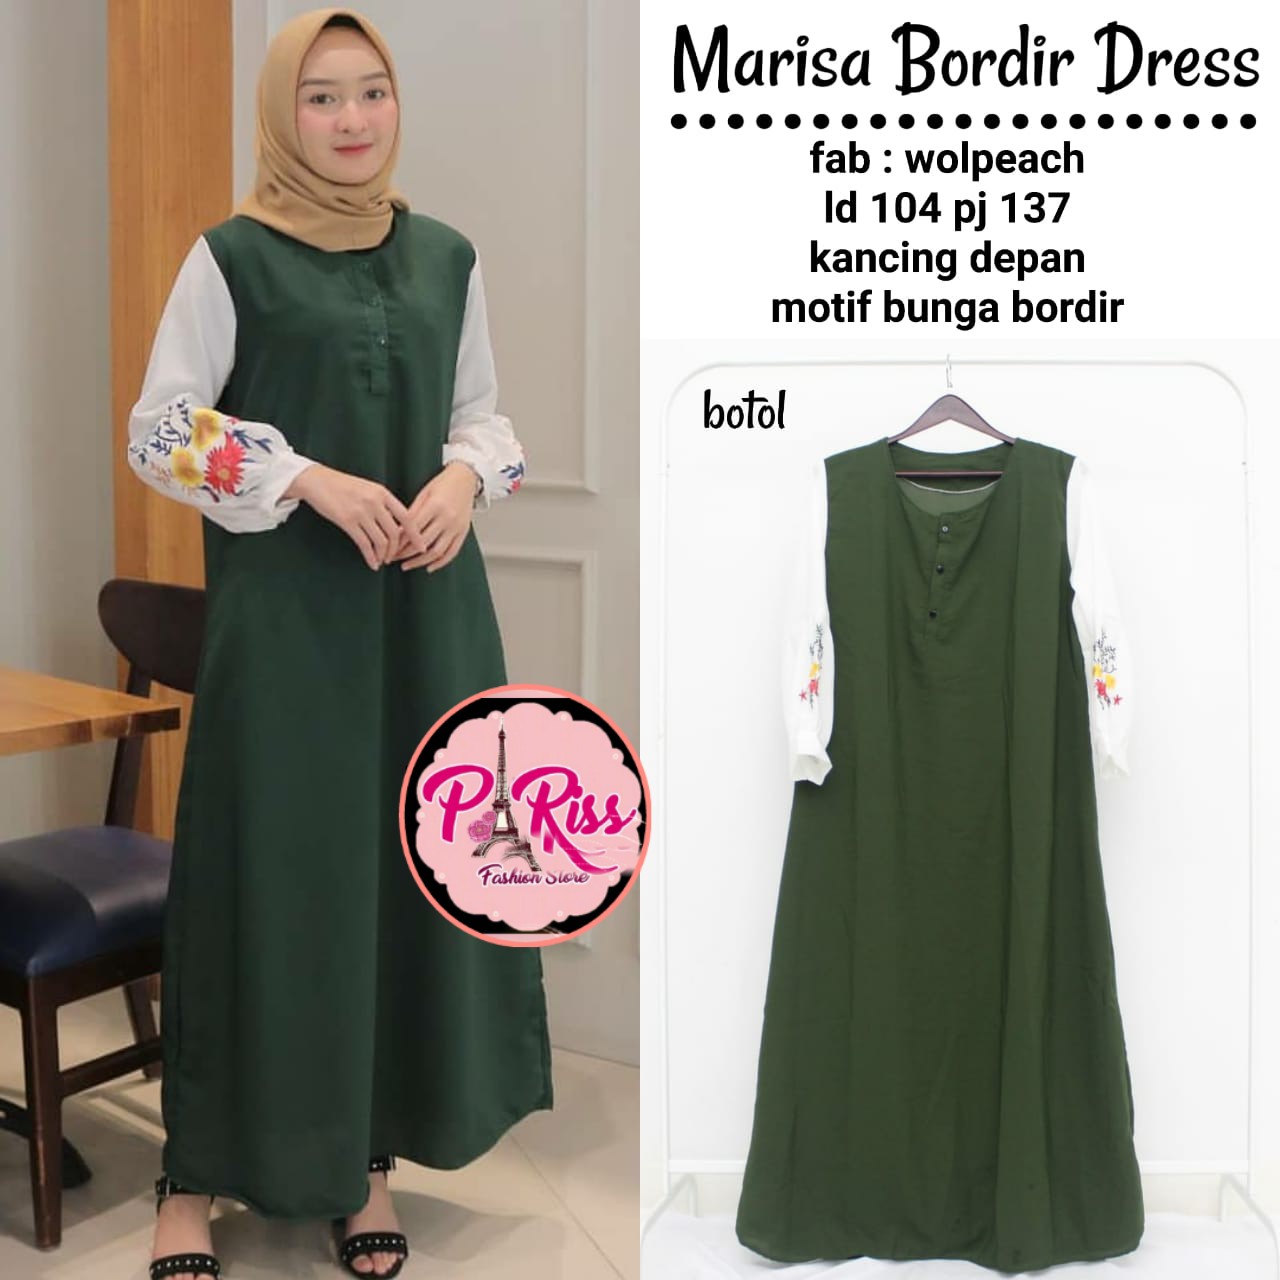 Marisa Bordir Dress
fab : wolpeach
ld 104 pj 137
kancing depan
motif bunga bordir
botol
PARiss
Fashion Store